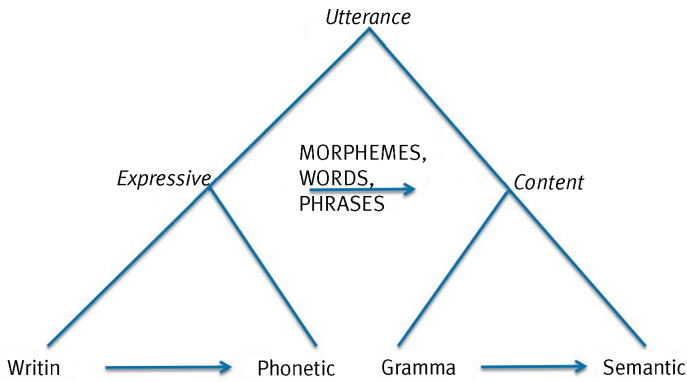 Utterance
MORPHEMES,
Expressive WORDS, Content
PHRASES
Writin Phonetic Gramma Semantic